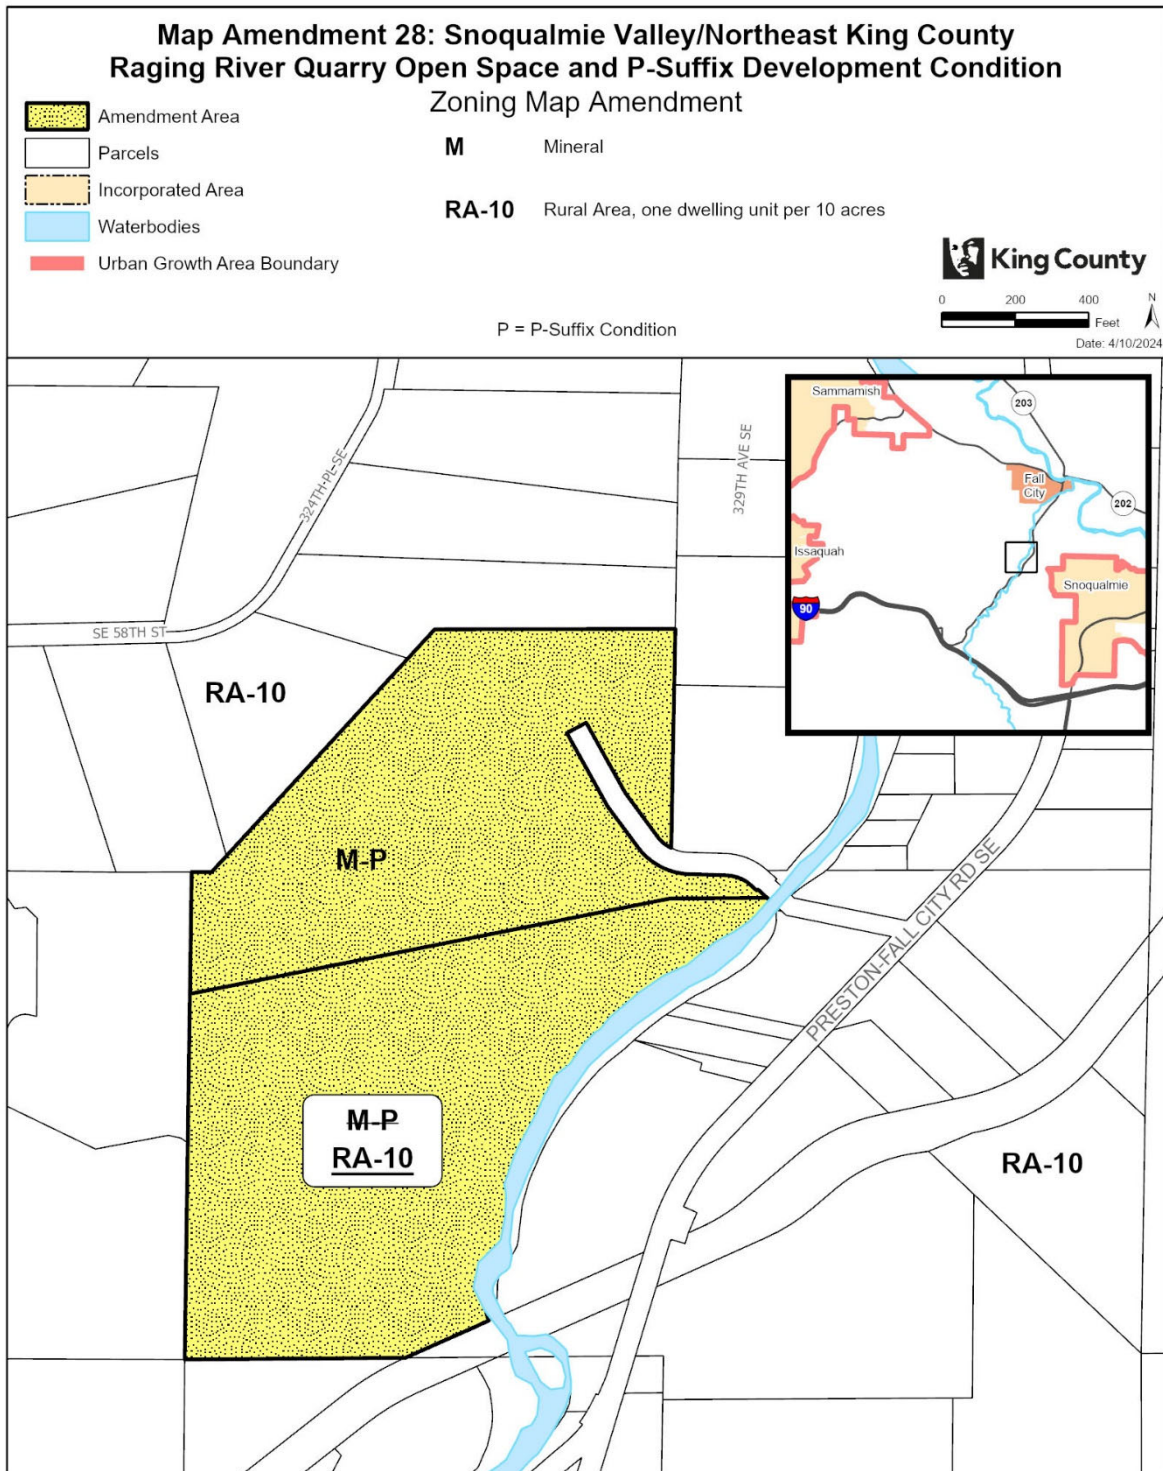 Map Amendment 28: Snoqualmie Valley/Northeast King County
Raging River Quarry Open Space and P-Suffix Development Condition
Zoning Map Amendment
Amendment Area
Parcels
Incorporated Area
Waterbodies
Urban Growth Area Boundary
M Mineral
RA-10 Rural Area, one dwelling unit per 10 acres
P = P-Suffix Condition
King County
0 200 400
Feet
N
Date: 4/10/2024
Sammamish
203
Fall
City
202
Issaquah
Snoqualmie
90
324TH PL SE
329TH AVE SE
SE 58TH ST
RA-10
M-P
PRESTON-FALL CITY RD SE
M-P
RA-10
RA-10